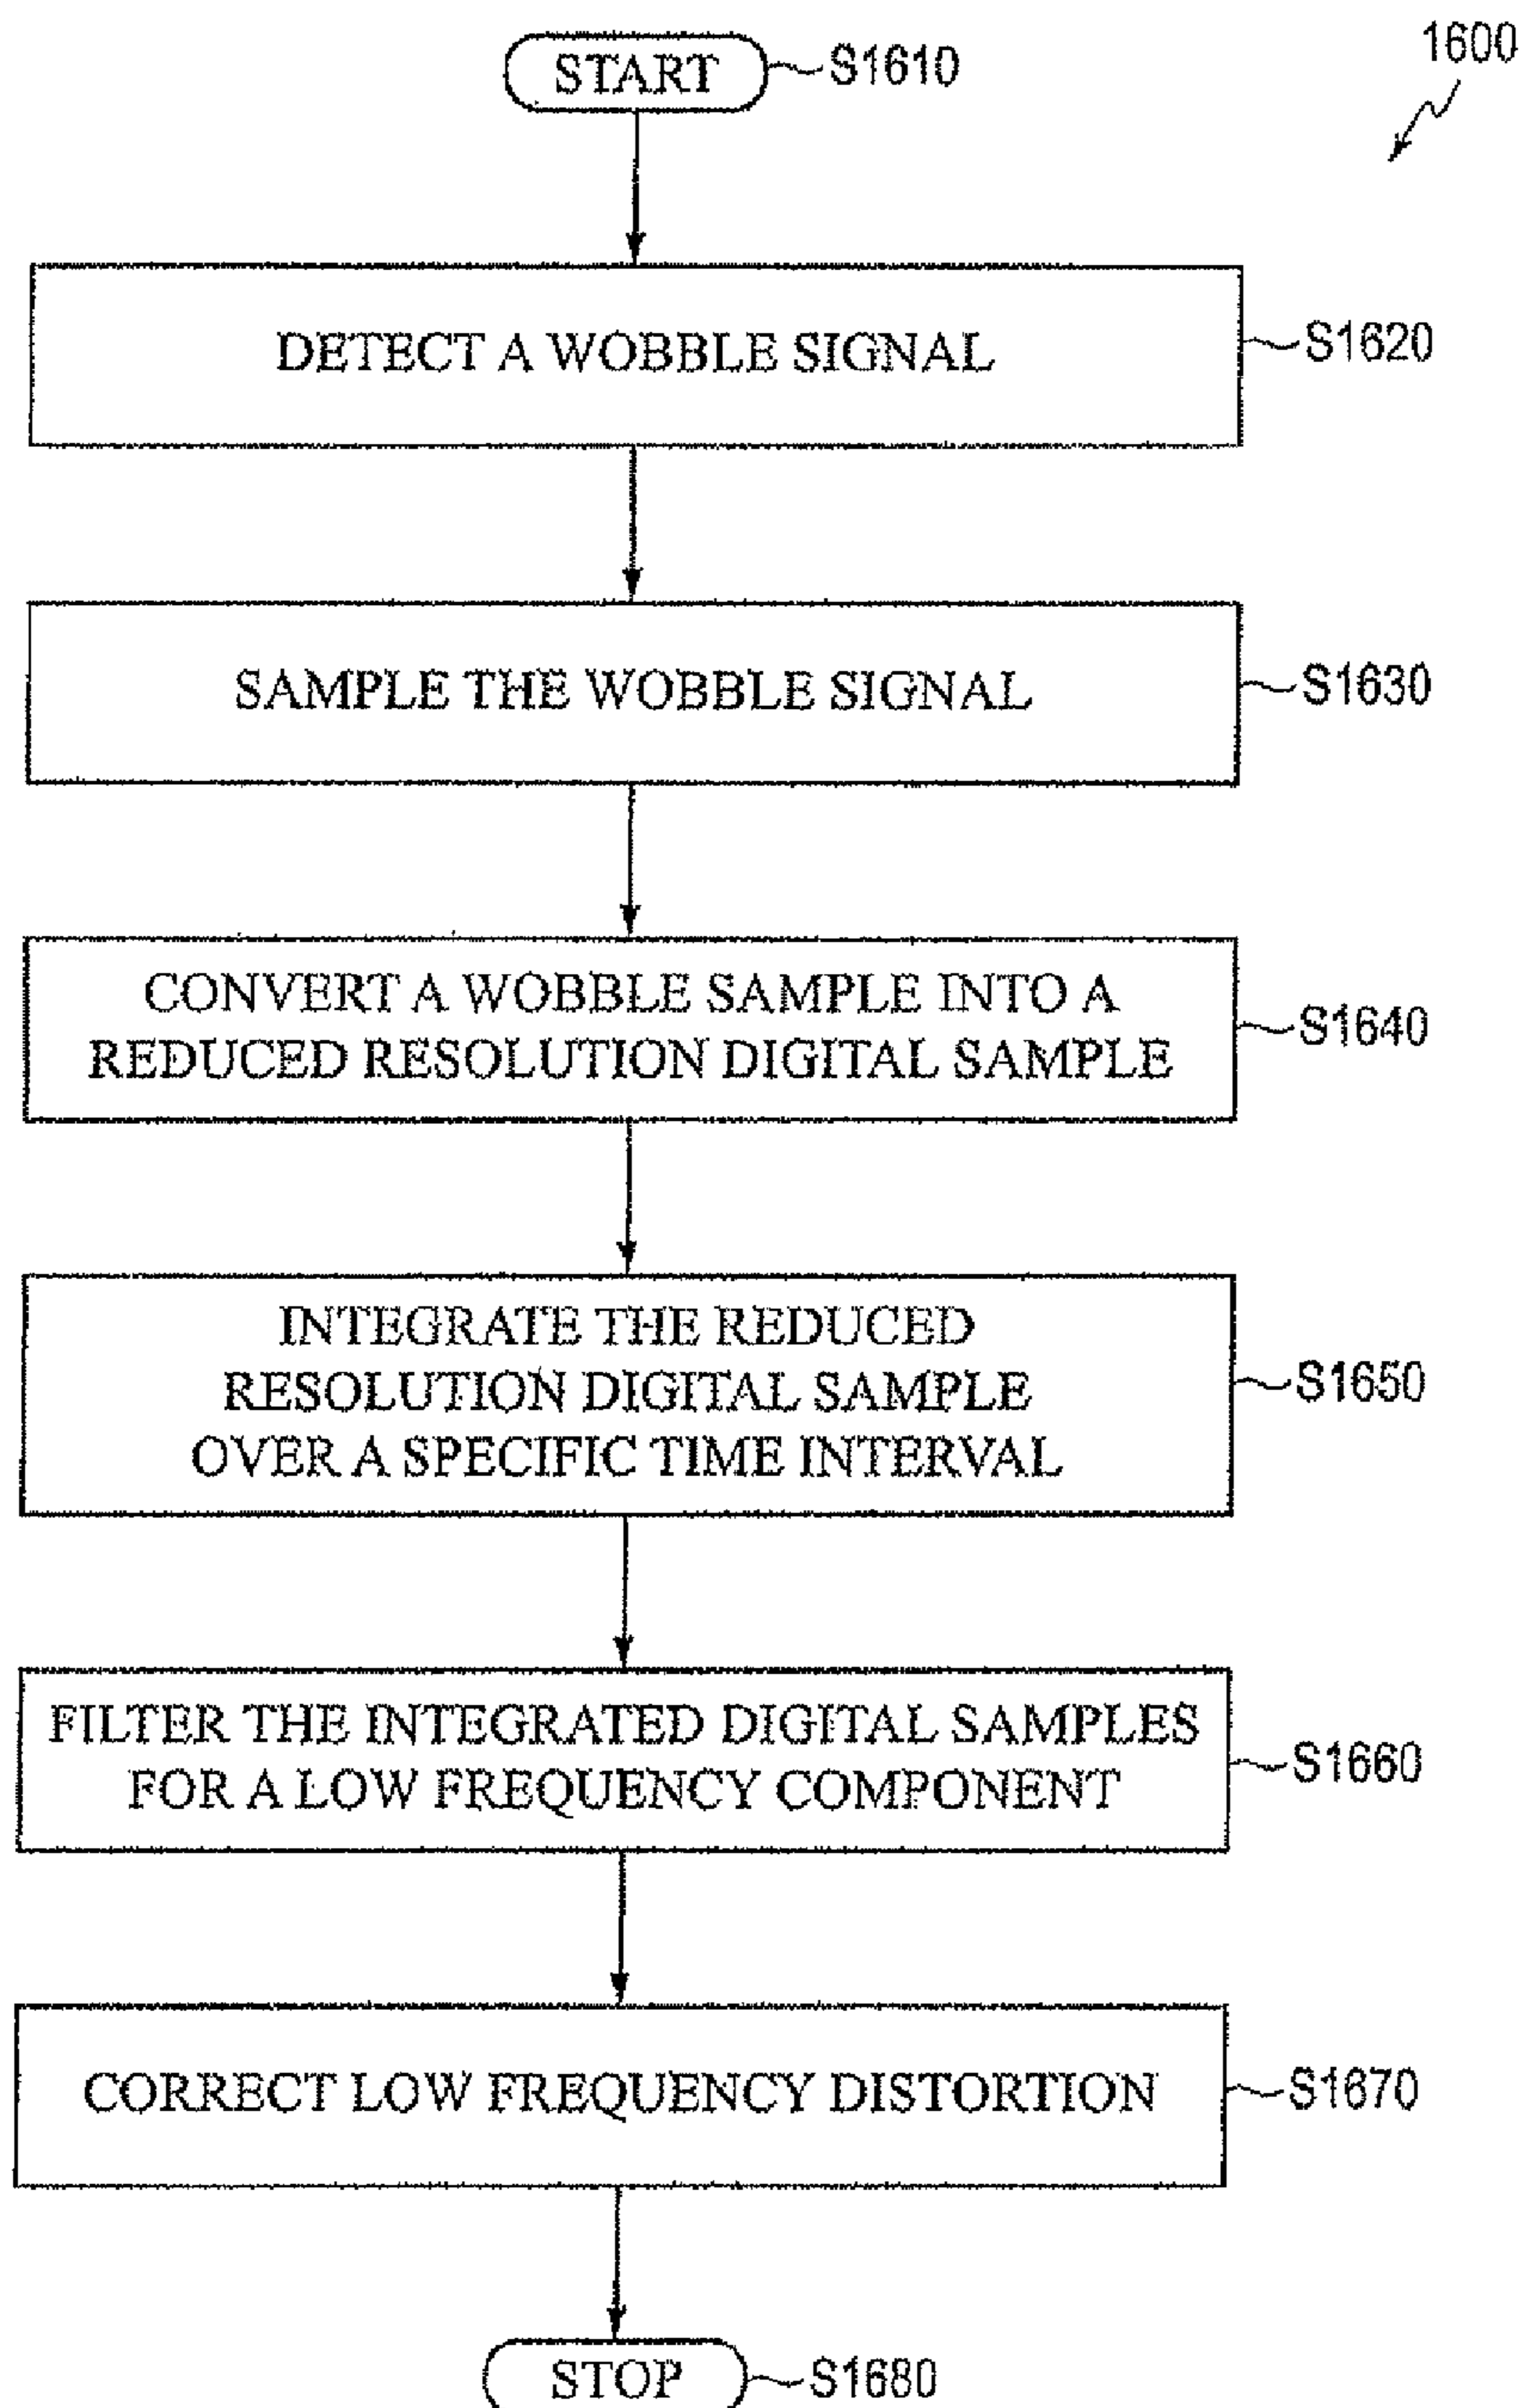 1600
START
S1610
DETECT A WOBBLE SIGNAL
S1620
SAMPLE THE WOBBLE SIGNAL
S1630
CONVERT A WOBBLE SAMPLE INTO A
REDUCED RESOLUTION DIGITAL SAMPLE
S1640
INTEGRATE THE REDUCED
RESOLUTION DIGITAL SAMPLE
OVER A SPECIFIC TIME INTERVAL
S1650
FILTER THE INTEGRATED DIGITAL SAMPLES
FOR A LOW FREQUENCY COMPONENT
S1660
CORRECT LOW FREQUENCY DISTORTION
S1670
STOP
S1680